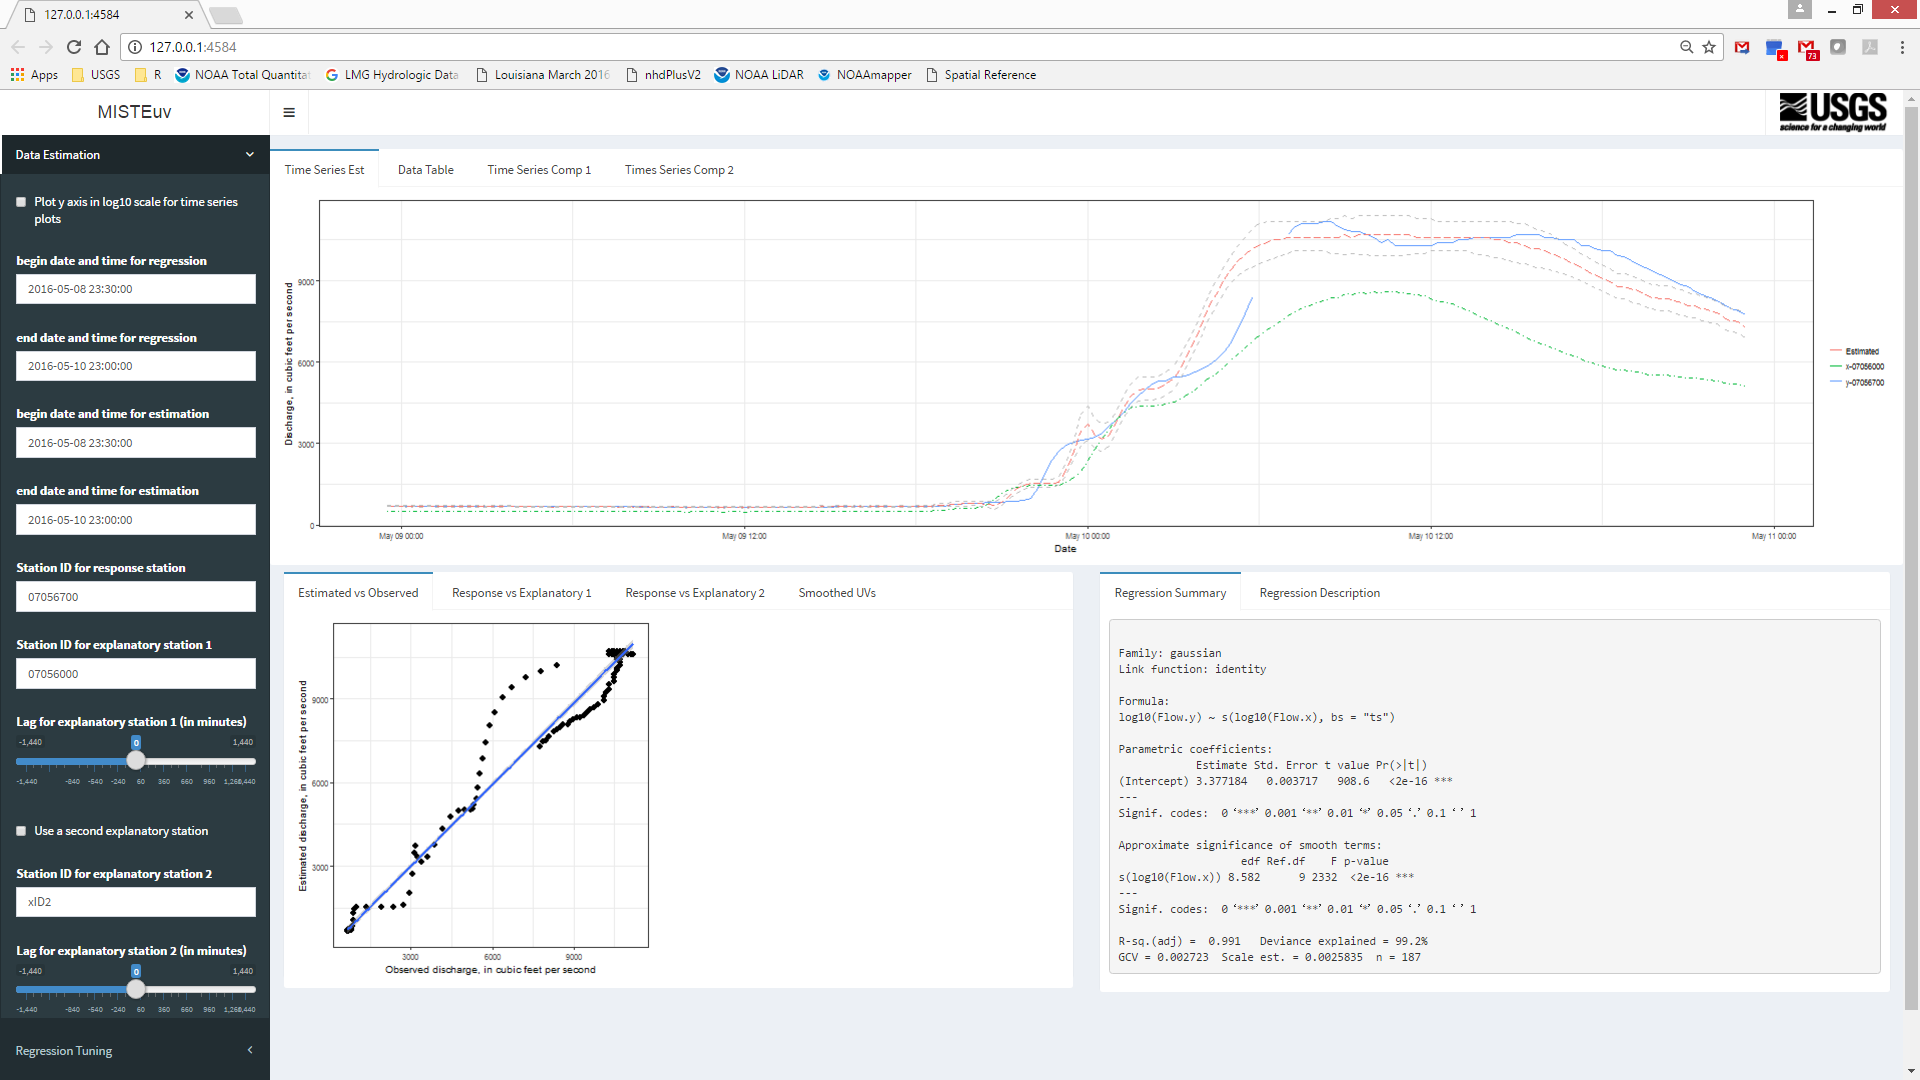 127.0.0.1:4584
127.0.0.1:4584
Apps USGS R NOAA Total Quantita LMG Hydrologic Data Louisiana March 2016 nhdPlusV2 NOAA LiDAR NOAAmapper Spatial Reference
73
MISTEuv
USGS
science for a changing world
Data Estimation
Plot y axis in log10 scale for time series
plots
begin date and time for regression
2016-05-08 23:30:00
end date and time for regression
2016-05-10 23:00:00
begin date and time for estimation
2016-05-08 23:30:00
end date and time for estimation
2016-05-10 23:00:00
Station ID for response station
07056700
Station ID for explanatory station 1
07056000
Lag for explanatory station 1 (in minutes)
-1,440 0 1,440
-1,440 -840 -540 -240 60 360 660 960 1,260 1,440
Use a second explanatory station
Station ID for explanatory station 2
xID2
Lag for explanatory station 2 (in minutes)
-1,440 0 1,440
-1,440 -840 -540 -240 60 360 660 960 1,260 1,440
Regression Tuning
Time Series Est Data Table Time Series Comp 1 Times Series Comp 2
Discharge, in cubic feet per second
9000
6000
3000
0
May 09 00:00 May 09 12:00 May 10 00:00 May 10 12:00 May 11 00:00
Date
Estimated
x-07056000
y-07056700
Estimated vs Observed Response vs Explanatory 1 Response vs Explanatory 2 Smoothed UVs
Estimated discharge, in cubic feet per second
9000
6000
3000
3000 6000 9000
Observed discharge, in cubic feet per second
Regression Summary Regression Description
Family: gaussian
Link function: identity
Formula:
log10(Flow.y) ~ s(log10(Flow.x), bs = "ts")
Parametric coefficients:
Estimate Std. Error t value Pr(>|t|)
(Intercept) 3.377184 0.003717 908.6 <2e-16 ***
---
Signif. codes: 0 ‘***’ 0.001 ‘**’ 0.01 ‘*’ 0.05 ‘.’ 0.1 ‘ ’ 1
Approximate significance of smooth terms:
edf Ref.df F p-value
s(log10(Flow.x)) 8.582 9 2332 <2e-16 ***
---
Signif. codes: 0 ‘***’ 0.001 ‘**’ 0.01 ‘*’ 0.05 ‘.’ 0.1 ‘ ’ 1
R-sq.(adj) = 0.991 Deviance explained = 99.2%
GCV = 0.002723 Scale est. = 0.0025835 n = 187